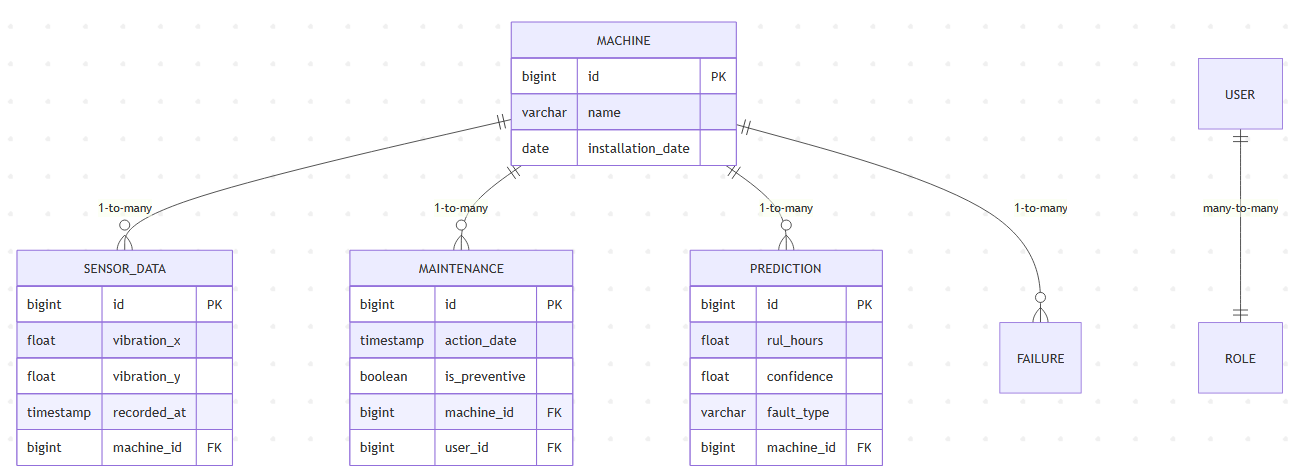 MACHINE
bigint id PK
varchar name
date installation_date
USER
1-to-many 1-to-many 1-to-many 1-to-many many-to-many
SENSOR_DATA
bigint id PK
float vibration_x
float vibration_y
timestamp recorded_at
bigint machine_id FK
MAINTENANCE
bigint id PK
timestamp action_date
boolean is_preventive
bigint machine_id FK
bigint user_id FK
PREDICTION
bigint id PK
float rul_hours
float confidence
varchar fault_type
bigint machine_id FK
FAILURE
ROLE